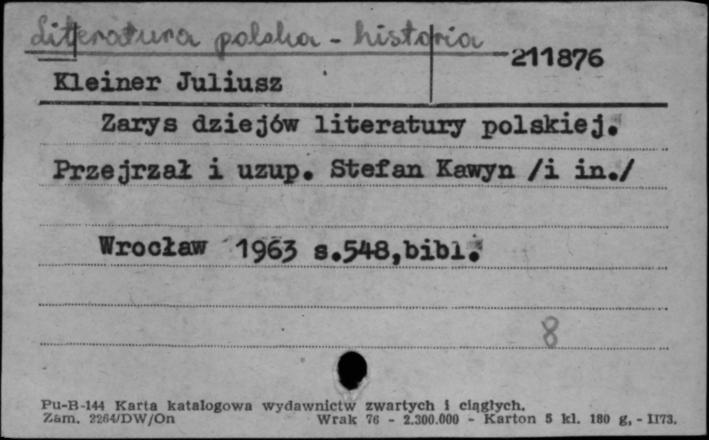 Literatura polska - historia
211876
Kleiner Juliusz
Zarys dziejów literatury polskiej.
Przejrzał i uzup. Stefan Kawyn /i in./
Wrocław 1963 s.548,bibl.
8
Pu-B-144 Karta katalogowa wydawnictw zwartych i ciągłych.
Zam. 2264/DW/On Wrak 76 - 2.300.000 - Karton 5 kl. 180 g, - II73.